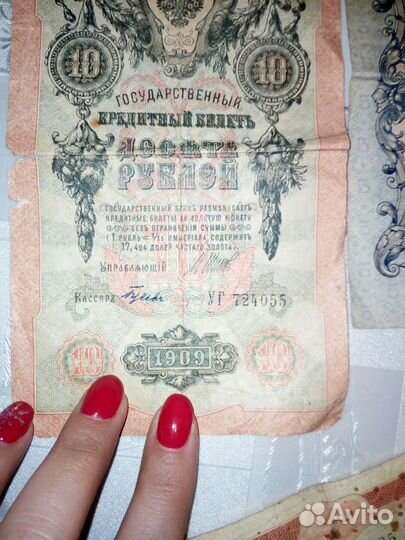 10 10
ГОСУДАРСТВЕННЫЙ
КРЕДИТНЫЙ БИЛЕТЪ
ДЕСЯТЬ
РУБЛЕЙ
ГОСУДАРСТВЕННЫЙ БАНКЪ РАЗМѢНИВАЕТЪ
КРЕДИТНЫЕ БИЛЕТЫ НА ЗОЛОТУЮ МОНЕТУ
БЕЗЪ ОГРАНИЧЕНІЯ СУММЫ
(1 РУБЛЬ = 1/15 ИМПЕРІАЛА, СОДЕРЖИТЪ
17,424 ДОЛЕЙ ЧИСТАГО ЗОЛОТА)
УПРАВЛЯЮЩІЙ
КАССИРЪ УГ 724055
10 1909 10
Avito